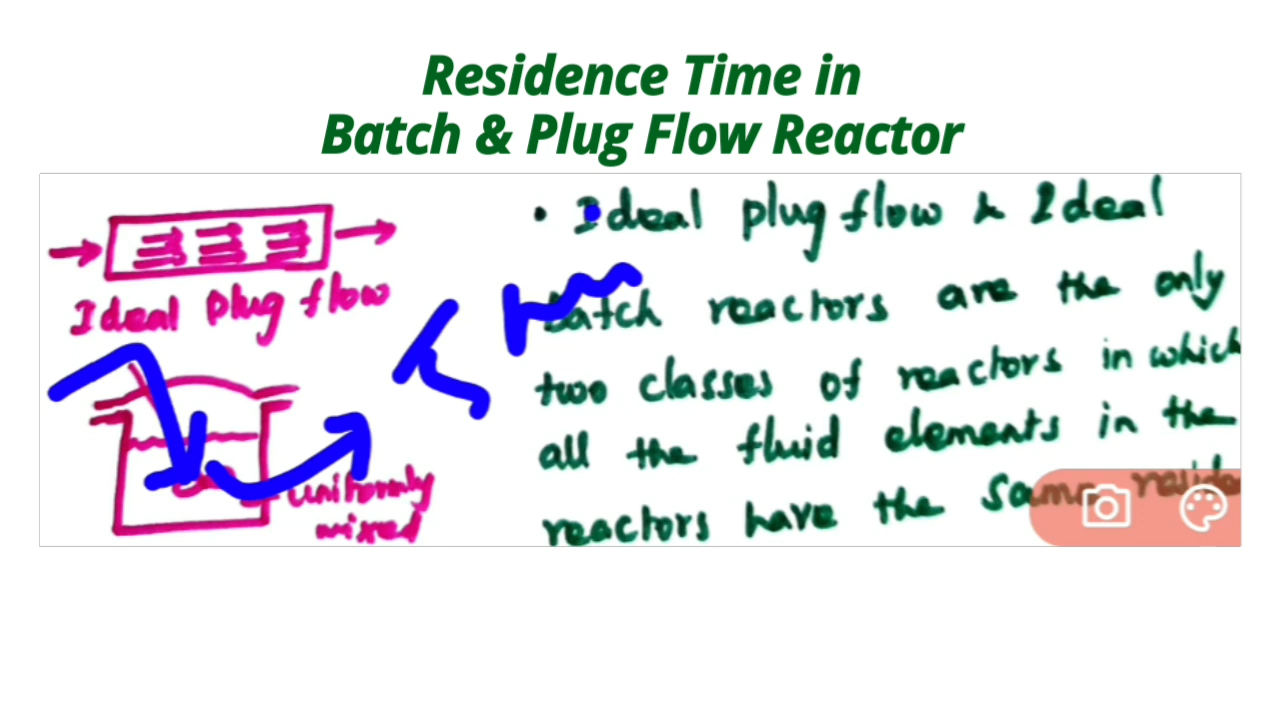 Residence Time in
Batch & Plug Flow Reactor
Ideal plug flow
uniformly
mixed
• Ideal plug flow & Ideal
batch reactors are the only
two classes of reactors in which
all the fluid elements in the
reactors have the same reside